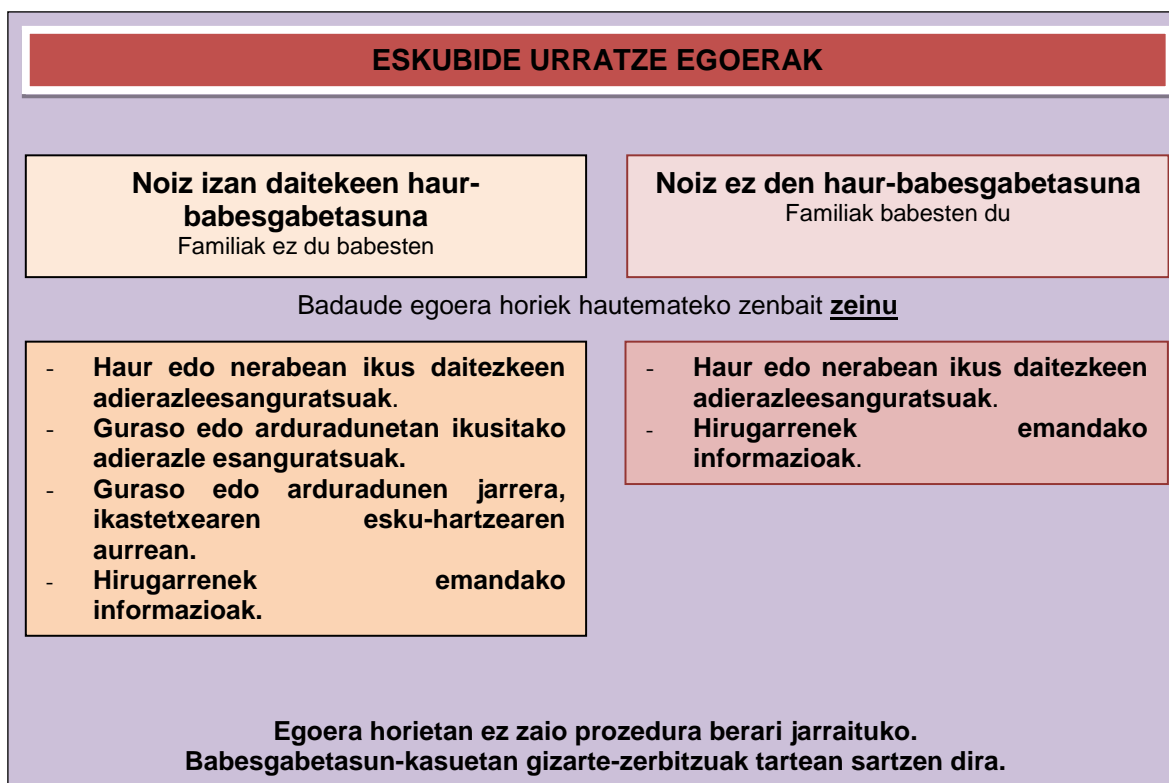 ESKUBIDE URRATZE EGOERAK
Noiz izan daitekeen haur-
babesgabetasuna
Familiak ez du babesten
Noiz ez den haur-babesgabetasuna
Familiak babesten du
Badaude egoera horiek hautemateko zenbait zeinu
- Haur edo nerabean ikus daitezkeen
adierazleesanguratsuak.
- Guraso edo arduradunetan ikusitako
adierazle esanguratsuak.
- Guraso edo arduradunen jarrera,
ikastetxearen esku-hartzearen
aurrean.
- Hirugarrenek emandako
informazioak.
- Haur edo nerabean ikus daitezkeen
adierazleesanguratsuak.
- Hirugarrenek emandako
informazioak.
Egoera horietan ez zaio prozedura berari jarraituko.
Babesgabetasun-kasuetan gizarte-zerbitzuak tartean sartzen dira.